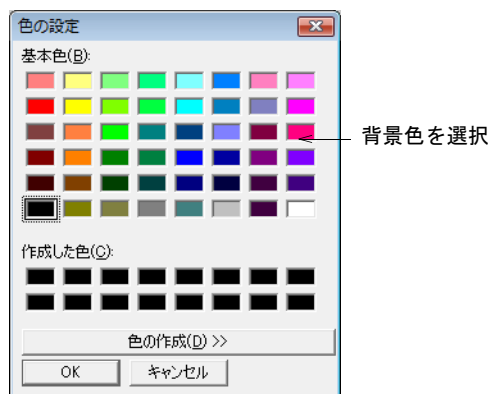 色の設定
基本色(B):
背景色を選択
作成した色(C):
色の作成(D) >>
OK
キャンセル